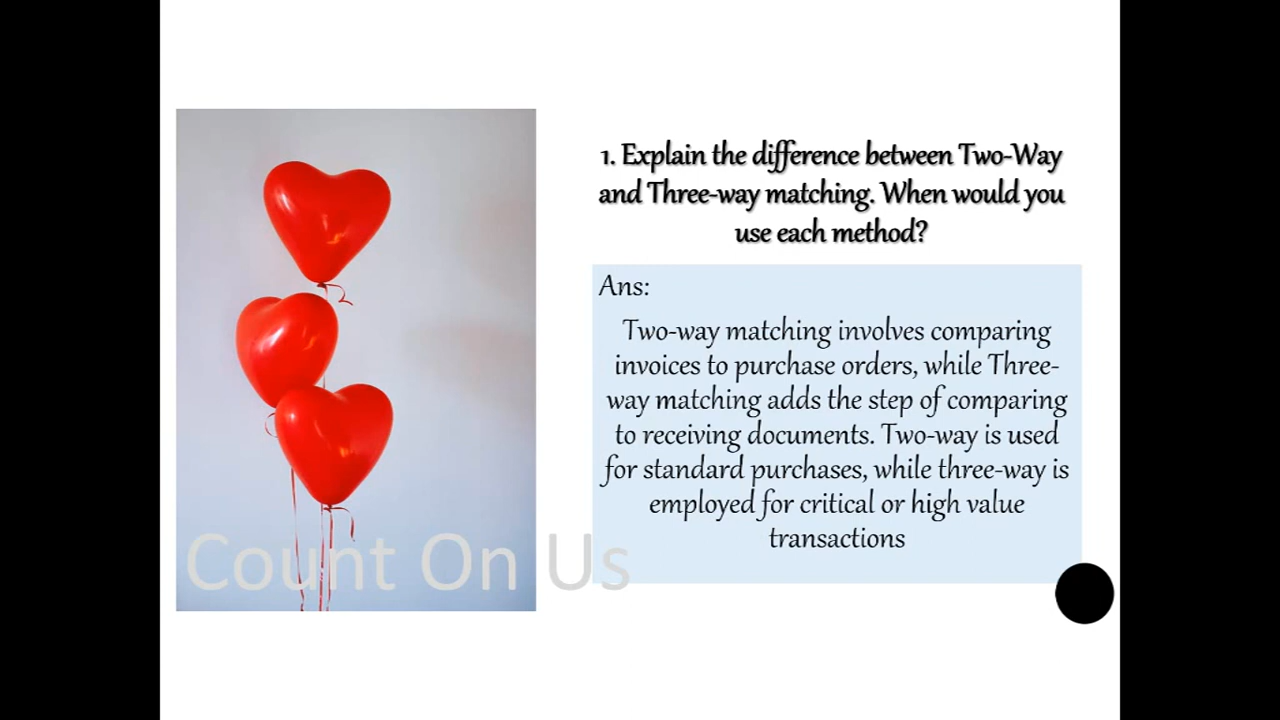 1. Explain the difference between Two-Way
and Three-way matching. When would you
use each method?
Ans:
Two-way matching involves comparing
invoices to purchase orders, while Three-
way matching adds the step of comparing
to receiving documents. Two-way is used
for standard purchases, while three-way is
employed for critical or high value
transactions
Count On Us